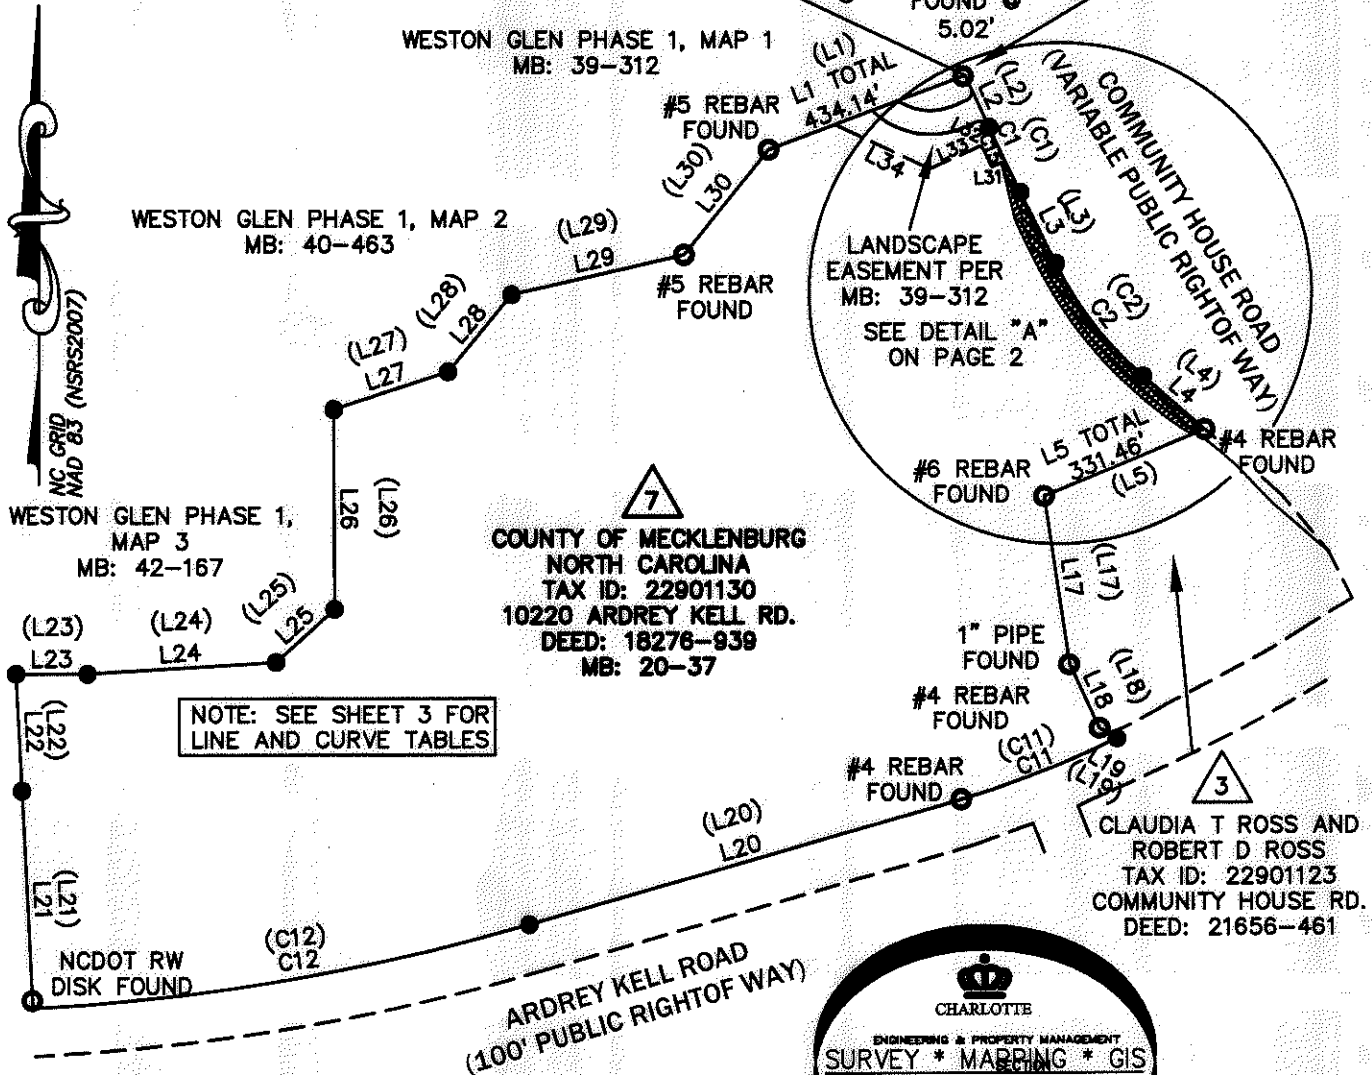 FOUND
5.02'
WESTON GLEN PHASE 1, MAP 1
MB: 39-312
(L1)
L1 TOTAL
434.14'
(L2)
L2
COMMUNITY HOUSE ROAD
(VARIABLE PUBLIC RIGHTOF WAY)
#5 REBAR
FOUND
(C1)
C1
L33
L34
L31
(L30)
L30
(L3)
L3
WESTON GLEN PHASE 1, MAP 2
MB: 40-463
(L29)
L29
#5 REBAR
FOUND
LANDSCAPE
EASEMENT PER
MB: 39-312
SEE DETAIL "A"
ON PAGE 2
(C2)
C2
(L28)
L28
(L27)
L27
(L4)
L4
NC GRID
NAD 83 (NSRS2007)
L5 TOTAL
331.46'
(L5)
#4 REBAR
FOUND
#6 REBAR
FOUND
(L26)
L26
WESTON GLEN PHASE 1,
MAP 3
MB: 42-167
7
COUNTY OF MECKLENBURG
NORTH CAROLINA
TAX ID: 22901130
10220 ARDREY KELL RD.
DEED: 18276-939
MB: 20-37
(L17)
L17
(L25)
L25
(L24)
L24
(L23)
L23
1" PIPE
FOUND
(L18)
L18
#4 REBAR
FOUND
NOTE: SEE SHEET 3 FOR
LINE AND CURVE TABLES
(L22)
L22
(C11)
C11
L19
(L19)
#4 REBAR
FOUND
3
CLAUDIA T ROSS AND
ROBERT D ROSS
TAX ID: 22901123
COMMUNITY HOUSE RD.
DEED: 21656-461
(L20)
L20
(L21)
L21
(C12)
C12
NCDOT RW
DISK FOUND
ARDREY KELL ROAD
(100' PUBLIC RIGHTOF WAY)
CHARLOTTE
ENGINEERING & PROPERTY MANAGEMENT
SURVEY * MAPPING * GIS
SECTION